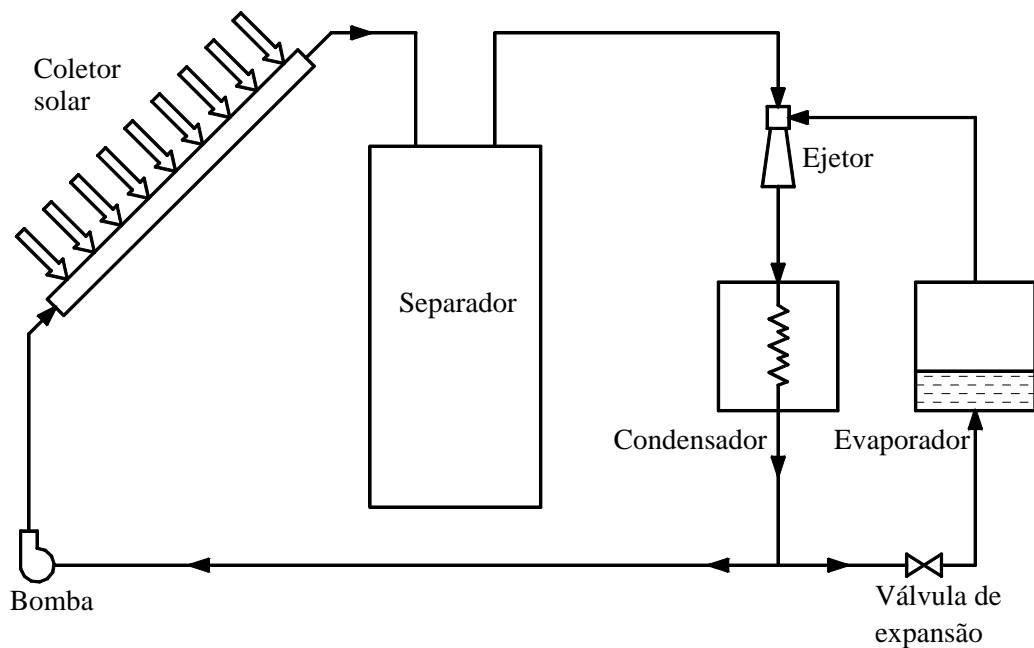 Coletor
solar
Ejetor
Separador
Condensador
Evaporador
Bomba
Válvula de
expansão